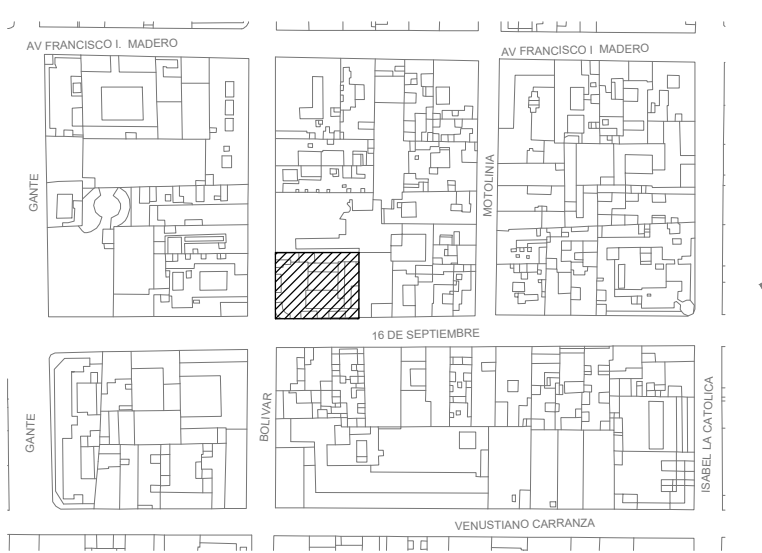 AV FRANCISCO I. MADERO
AV FRANCISCO I MADERO
GANTE
MOTOLINIA
16 DE SEPTIEMBRE
GANTE
BOLIVAR
ISABEL LA CATOLICA
VENUSTIANO CARRANZA